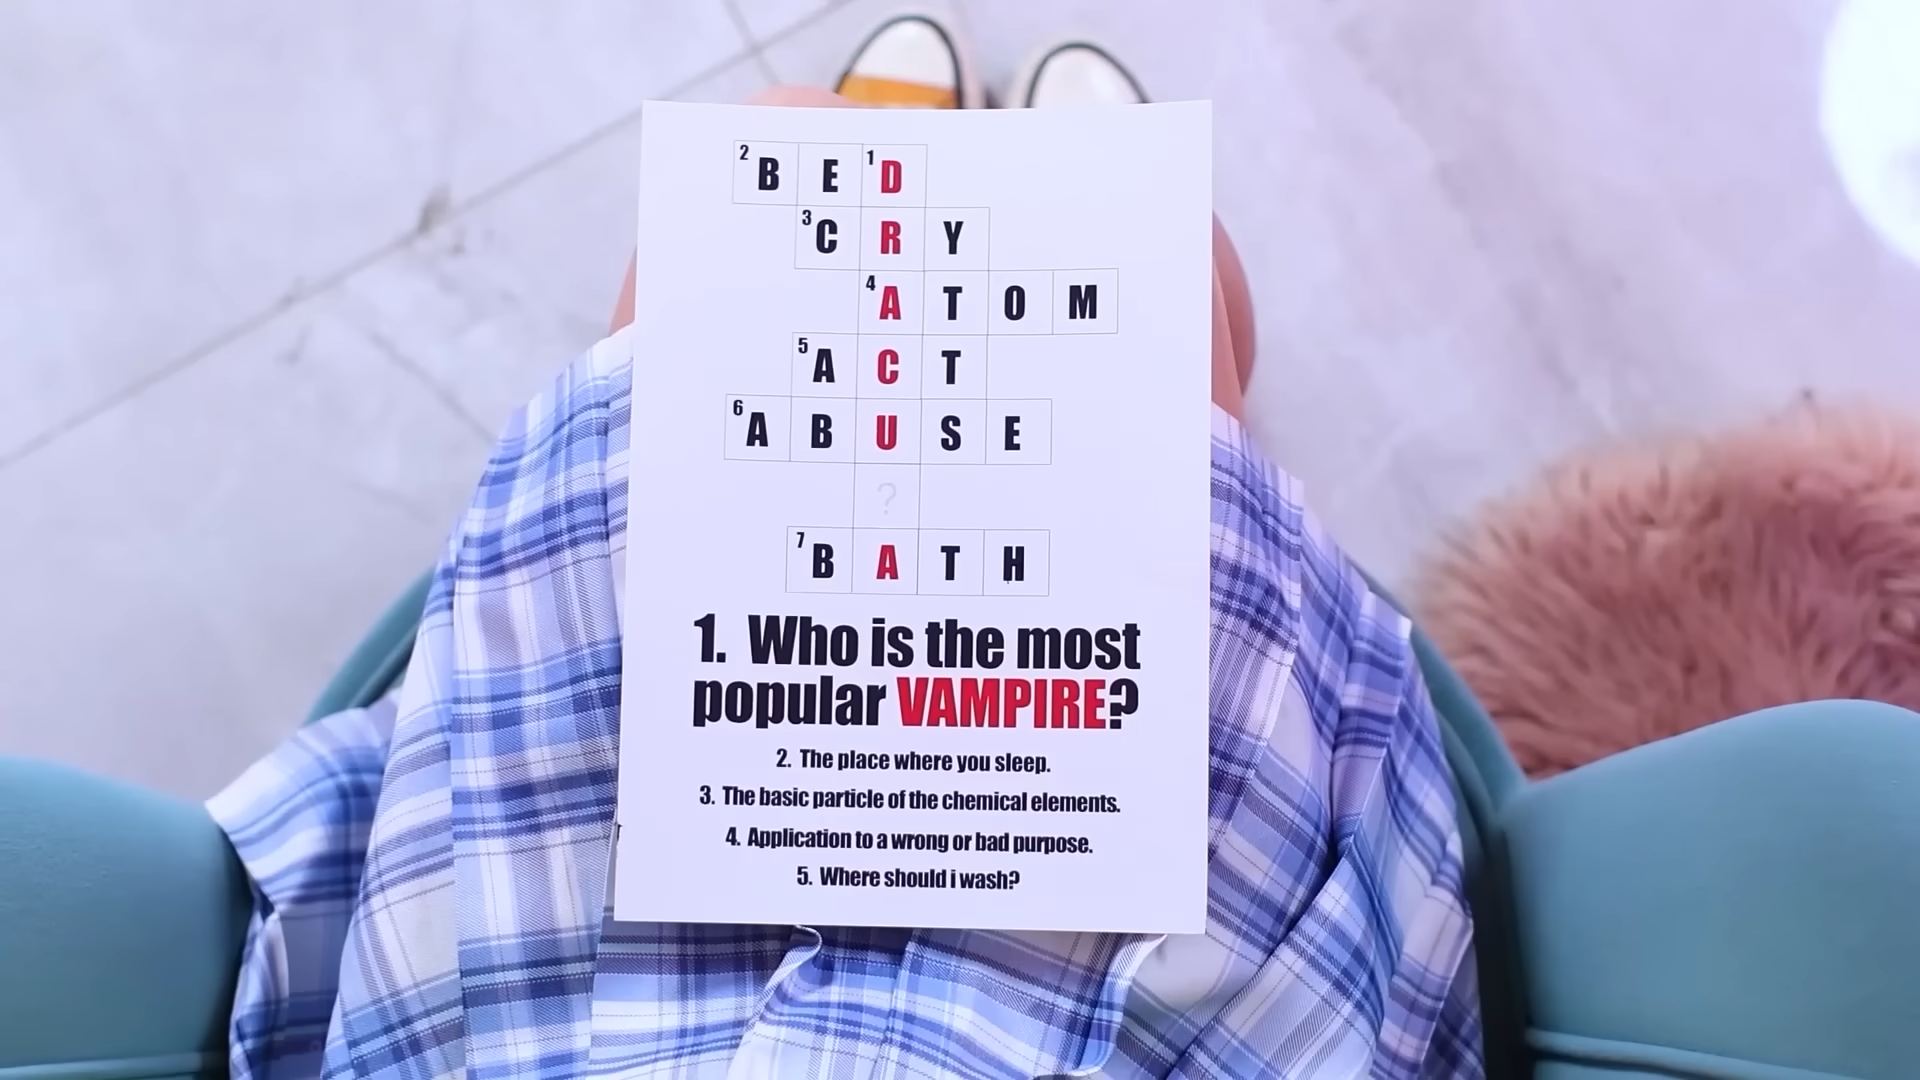 2 B E 1 D
3 C R Y
4 A T O M
5 A C T
6 A B U S E
?
7 B A T H
1. Who is the most
popular VAMPIRE?
2. The place where you sleep.
3. The basic particle of the chemical elements.
4. Application to a wrong or bad purpose.
5. Where should i wash?